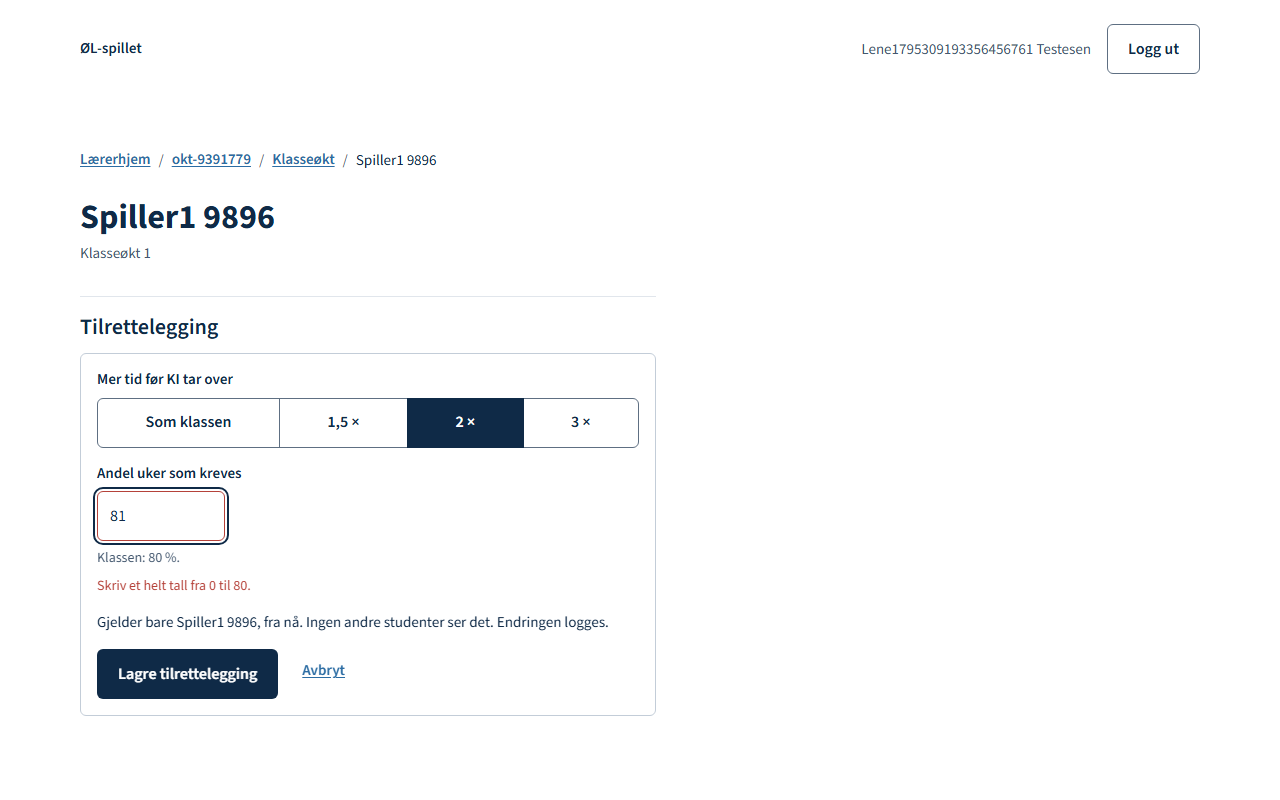 ØL-spillet
Lene1795309193356456761 Testesen
Logg ut
Lærerhjem / okt-9391779 / Klasseøkt / Spiller1 9896
Spiller1 9896
Klasseøkt 1
Tilrettelegging
Mer tid før KI tar over
Som klassen 1,5 × 2 × 3 ×
Andel uker som kreves
81
Klassen: 80 %.
Skriv et helt tall fra 0 til 80.
Gjelder bare Spiller1 9896, fra nå. Ingen andre studenter ser det. Endringen logges.
Lagre tilrettelegging Avbryt